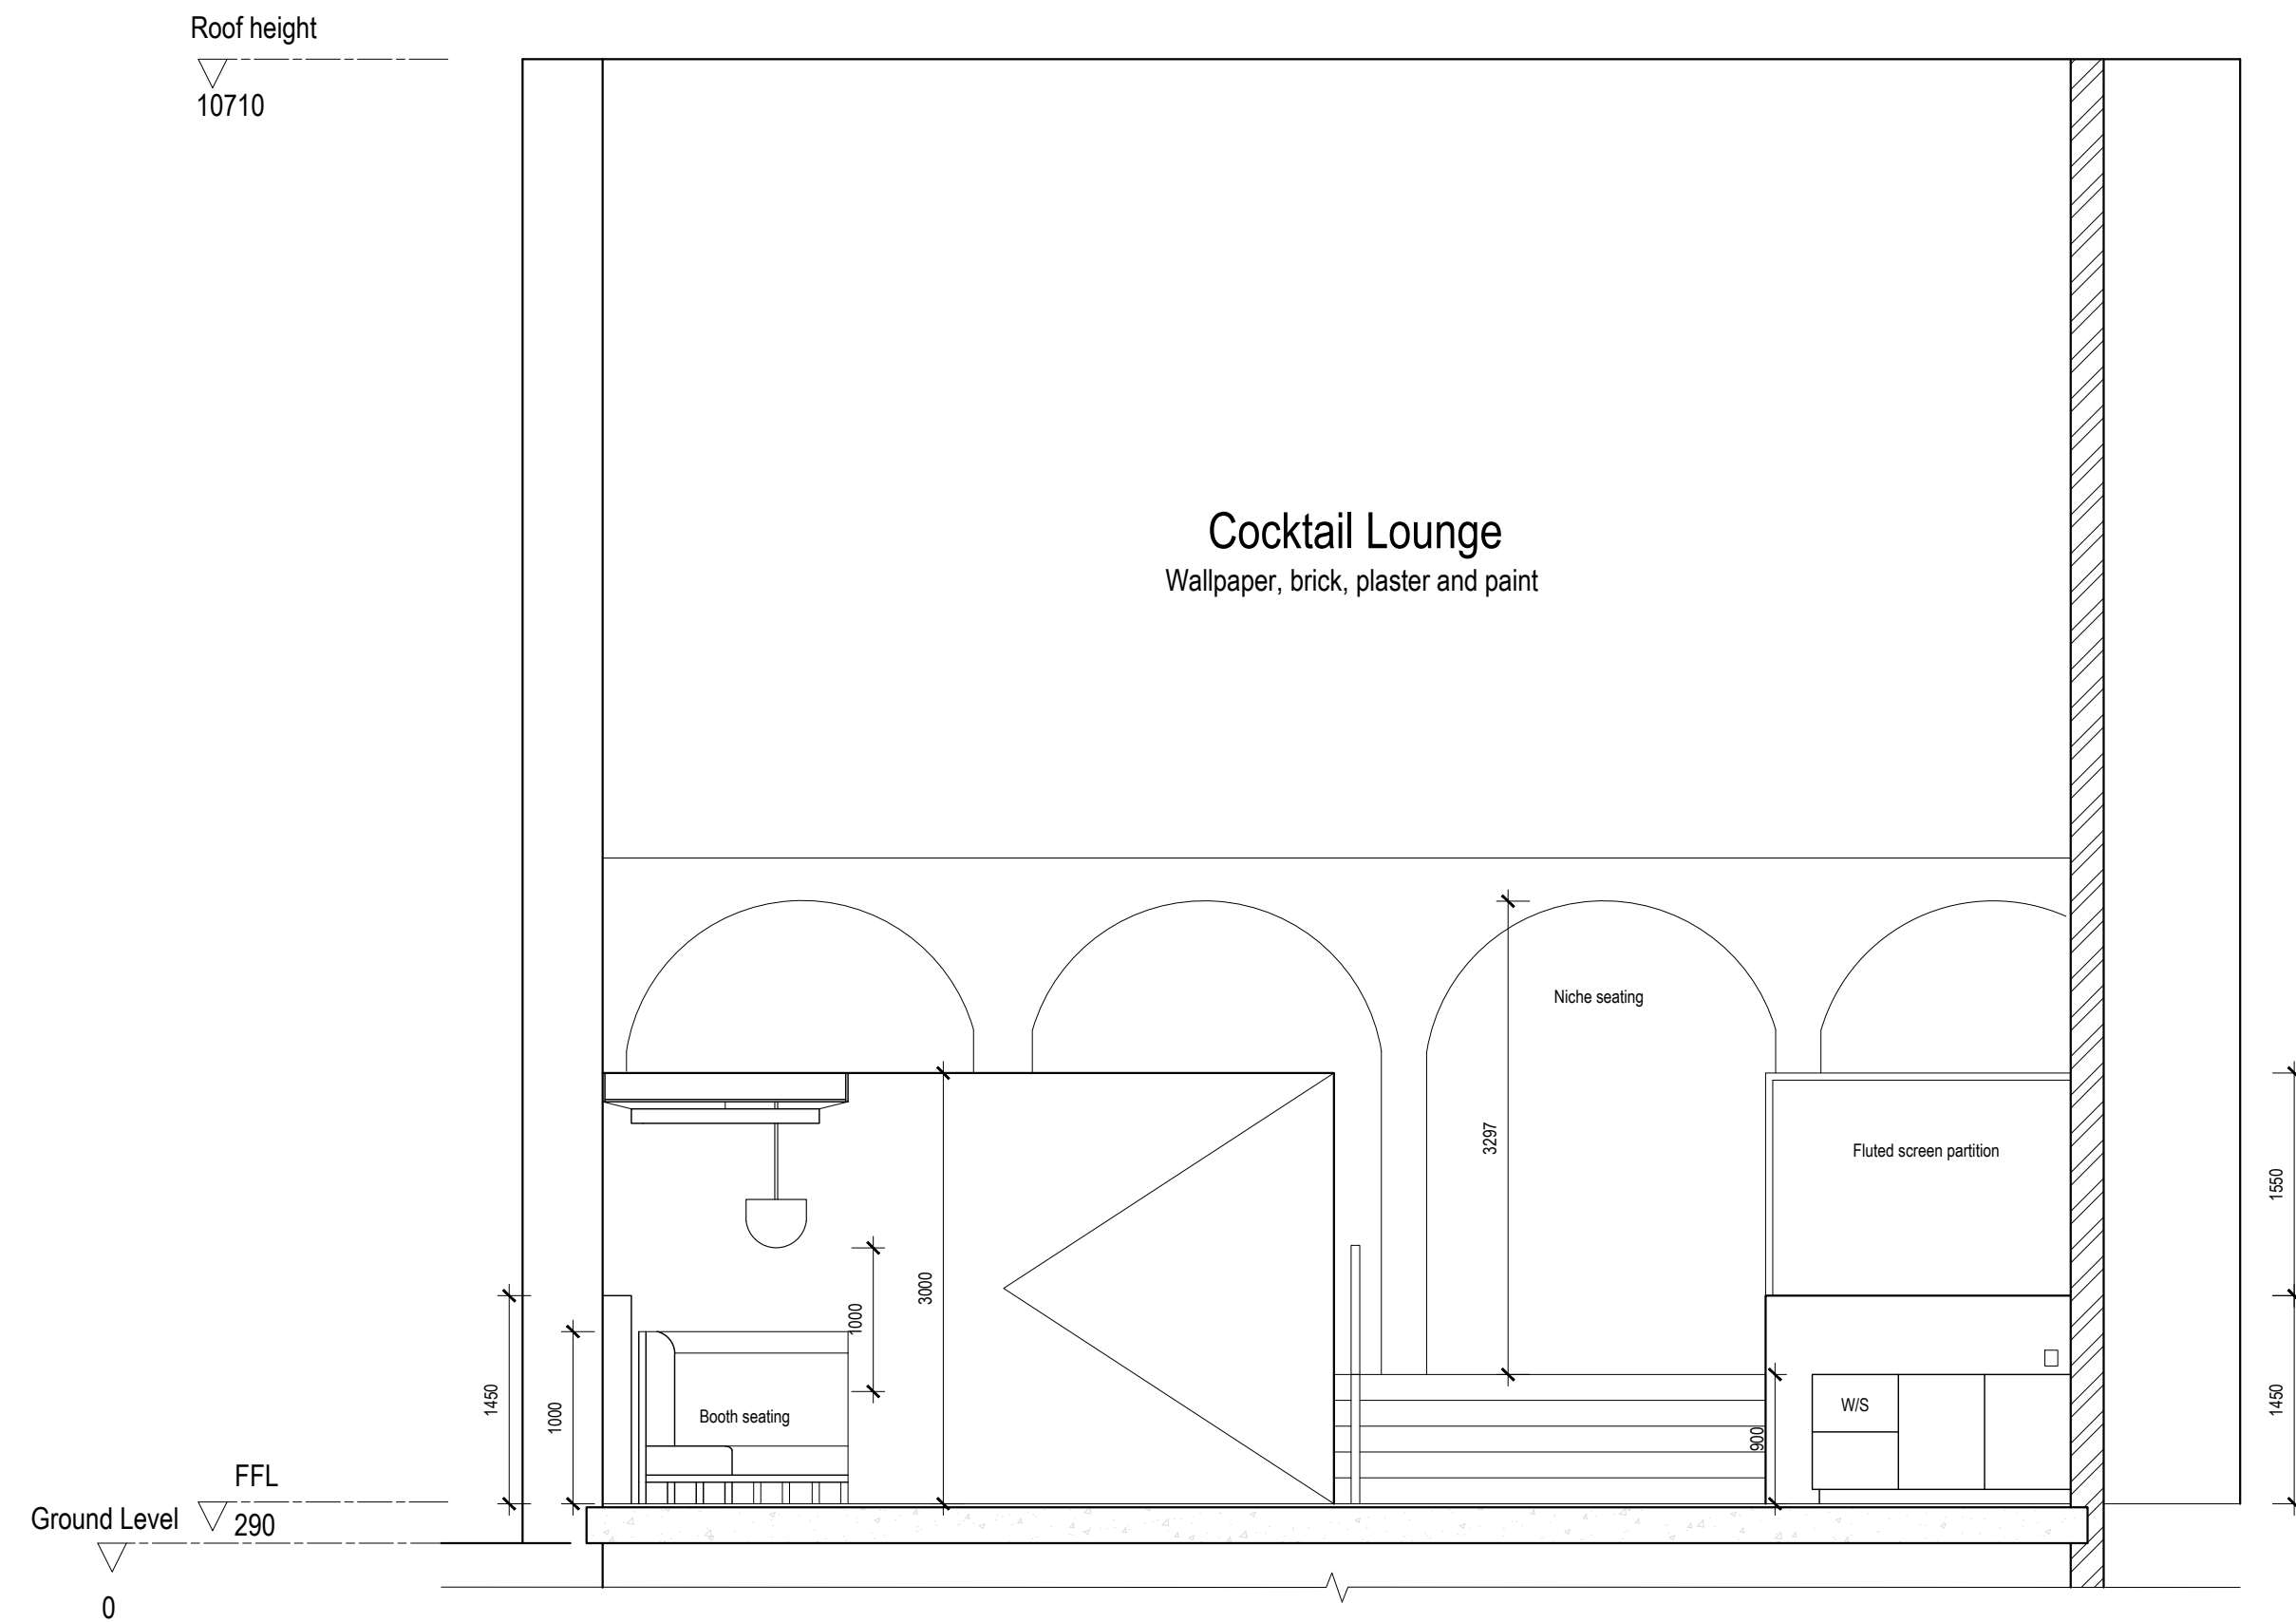 Roof height
10710
Cocktail Lounge
Wallpaper, brick, plaster and paint
Niche seating
3297
Fluted screen partition
1550
3000
1000
1450
1000
Booth seating
900
W/S
1450
FFL
290
Ground Level
0